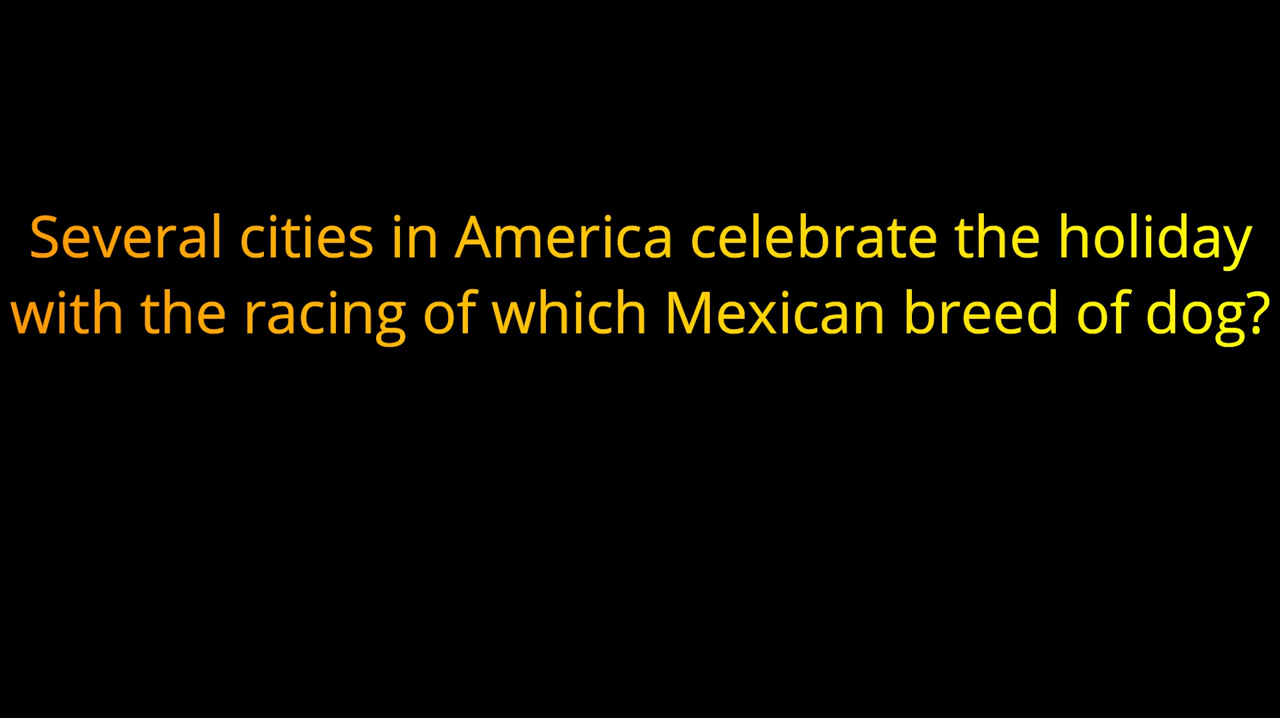 Several cities in America celebrate the holiday
with the racing of which Mexican breed of dog?